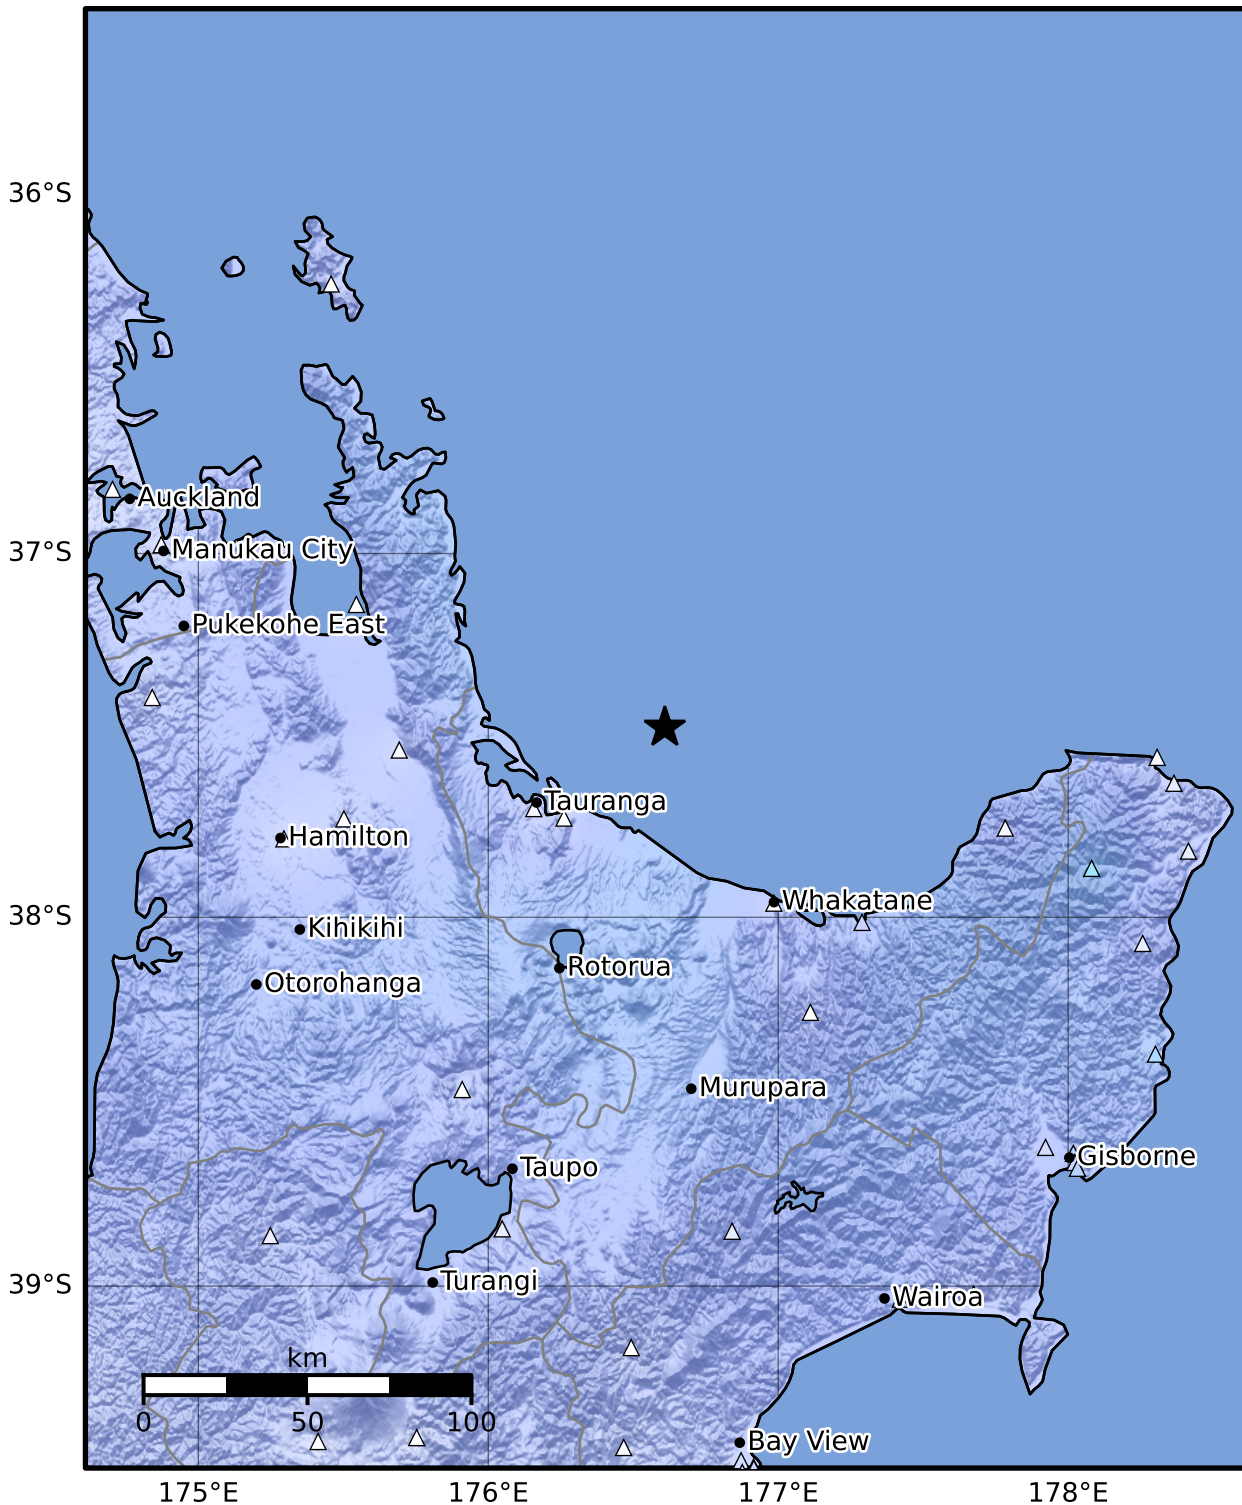 36°S
Auckland
37°S
Manukau City
Pukekohe East
Tauranga
Hamilton
Whakatane
38°S
Kihikihi
Rotorua
Otorohanga
Murupara
Gisborne
Taupo
39°S
Turangi
Wairoa
km
0 50 100
Bay View
175°E 176°E 177°E 178°E